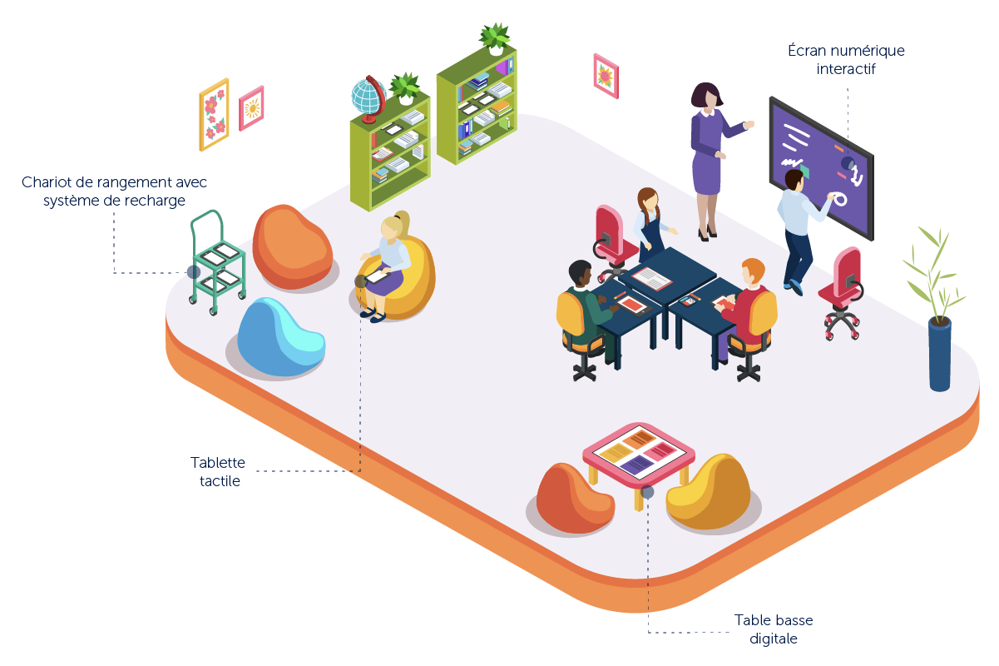 Écran numérique
interactif
Chariot de rangement avec
système de recharge
Tablette
tactile
Table basse
digitale